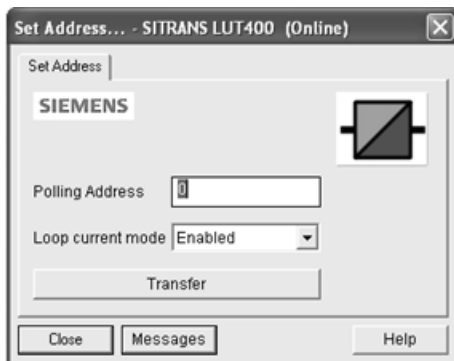 Set Address... - SITRANS LUT400 (Online)
Set Address
SIEMENS
Polling Address 0
Loop current mode Enabled
Transfer
Close Messages Help